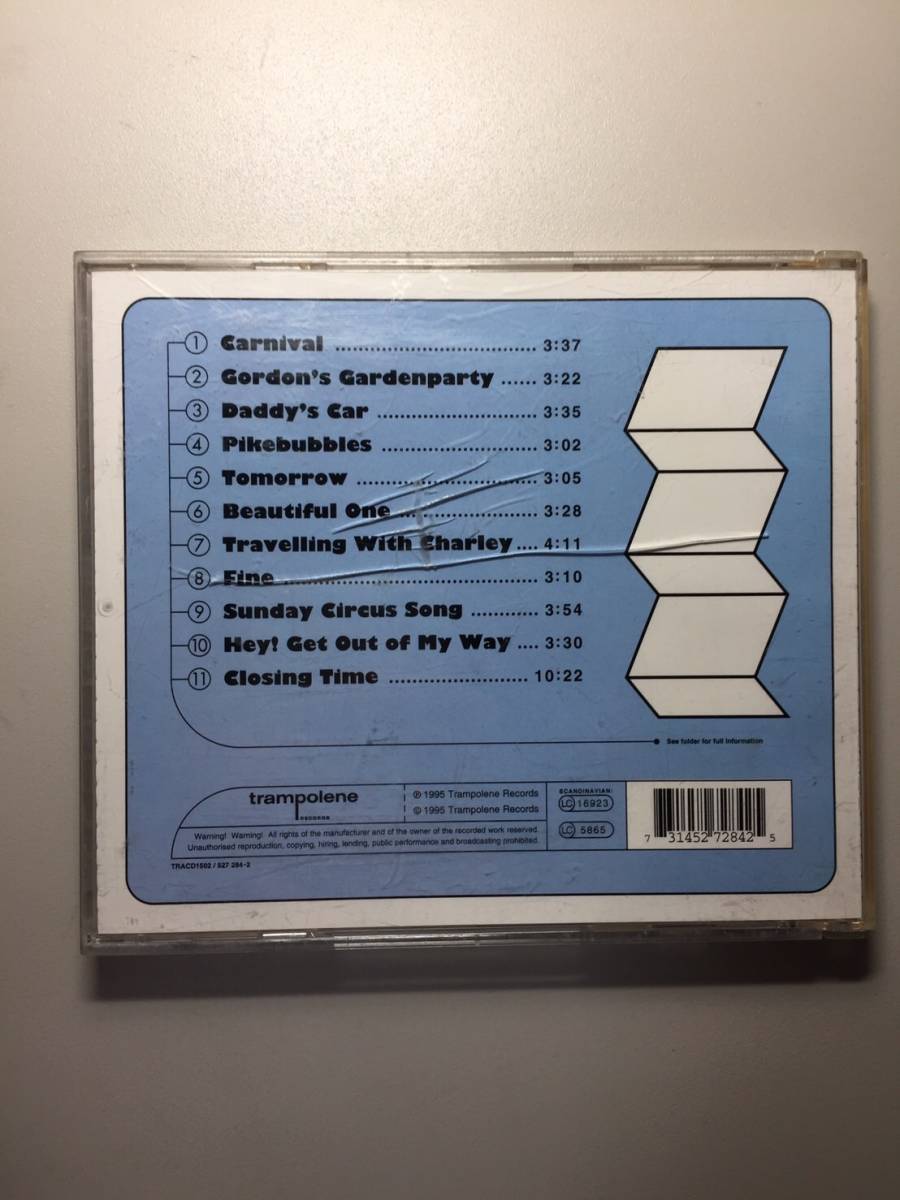 1 Carnival ................................ 3:37
2 Gordon's Gardenparty ...... 3:22
3 Daddy's Car ......................... 3:35
4 Pikebubbles ........................ 3:02
5 Tomorrow ............................ 3:05
6 Beautiful One ...................... 3:28
7 Travelling With Charley .... 4:11
8 Fine ....................................... 3:10
9 Sunday Circus Song ........... 3:54
10 Hey! Get Out of My Way .... 3:30
11 Closing Time ...................... 10:22
See folder for full information
trampolene
RECORDS
℗ 1995 Trampolene Records
© 1995 Trampolene Records
Warning! Warning! All rights of the manufacturer and of the owner of the recorded work reserved.
Unauthorised reproduction, copying, hiring, lending, public performance and broadcasting prohibited.
SCANDINAVIAN:
LC 16923
LC 5865
7 31452 72842 5
TRACD1502 / 527 284-2